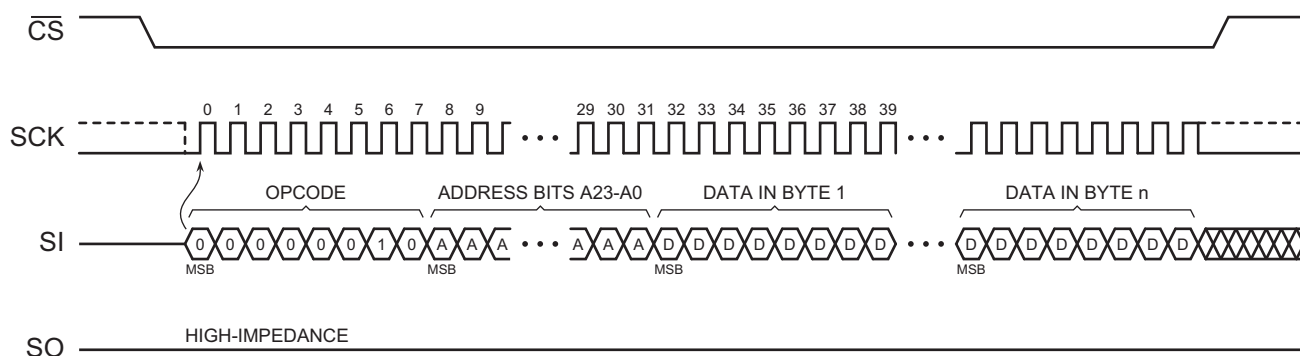 CS
0 1 2 3 4 5 6 7 8 9 29 30 31 32 33 34 35 36 37 38 39
SCK
OPCODE ADDRESS BITS A23-A0 DATA IN BYTE 1 DATA IN BYTE n
SI 0 0 0 0 0 0 1 0 A A A A A A D D D D D D D D D D D D D D D D
MSB MSB MSB MSB
HIGH-IMPEDANCE
SO